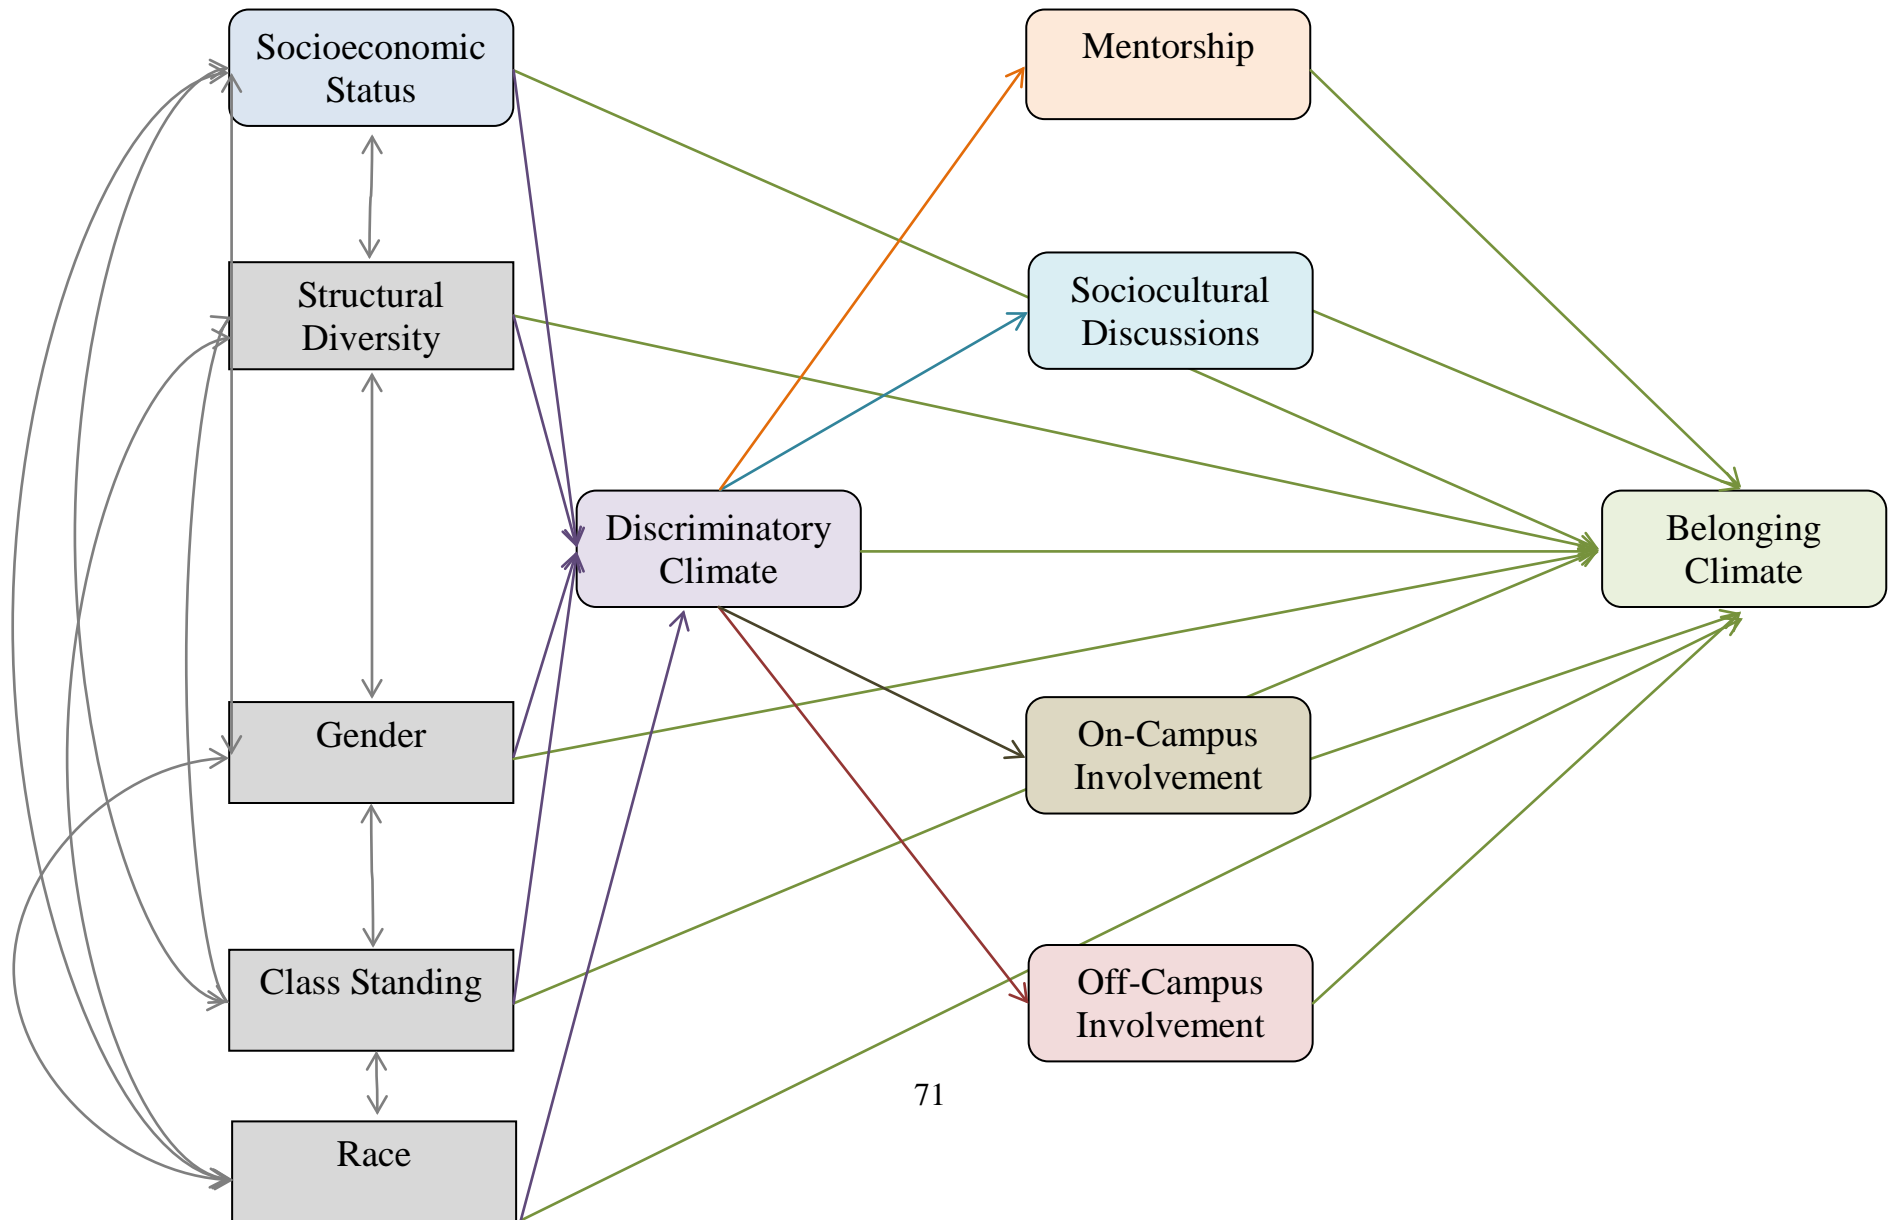 Socioeconomic
Status
Mentorship
Structural
Diversity
Sociocultural
Discussions
Discriminatory
Climate
Belonging
Climate
Gender
On-Campus
Involvement
Class Standing
Off-Campus
Involvement
71
Race